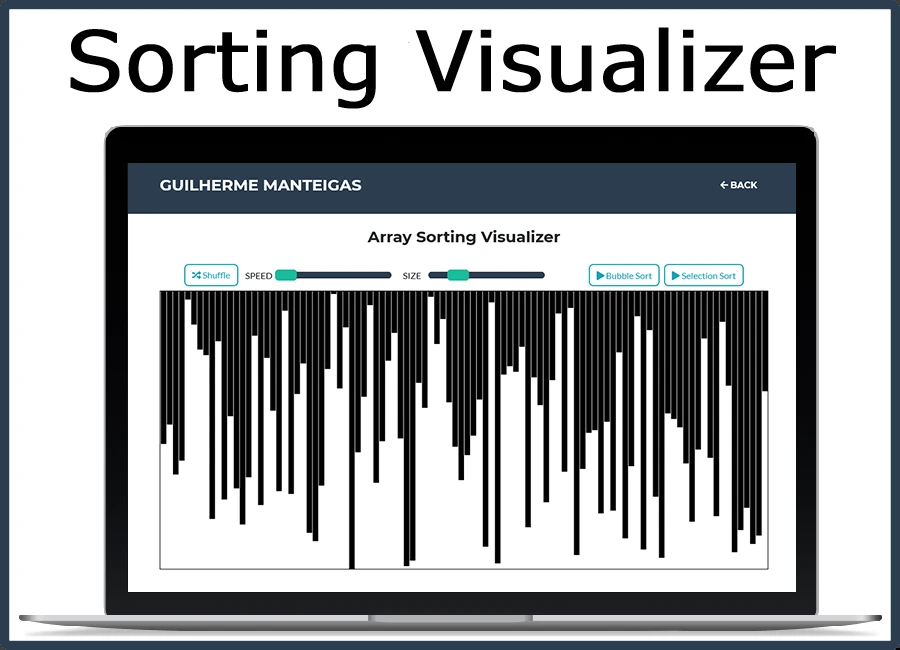 Sorting Visualizer
GUILHERME MANTEIGAS
BACK
Array Sorting Visualizer
Shuffle SPEED SIZE Bubble Sort Selection Sort